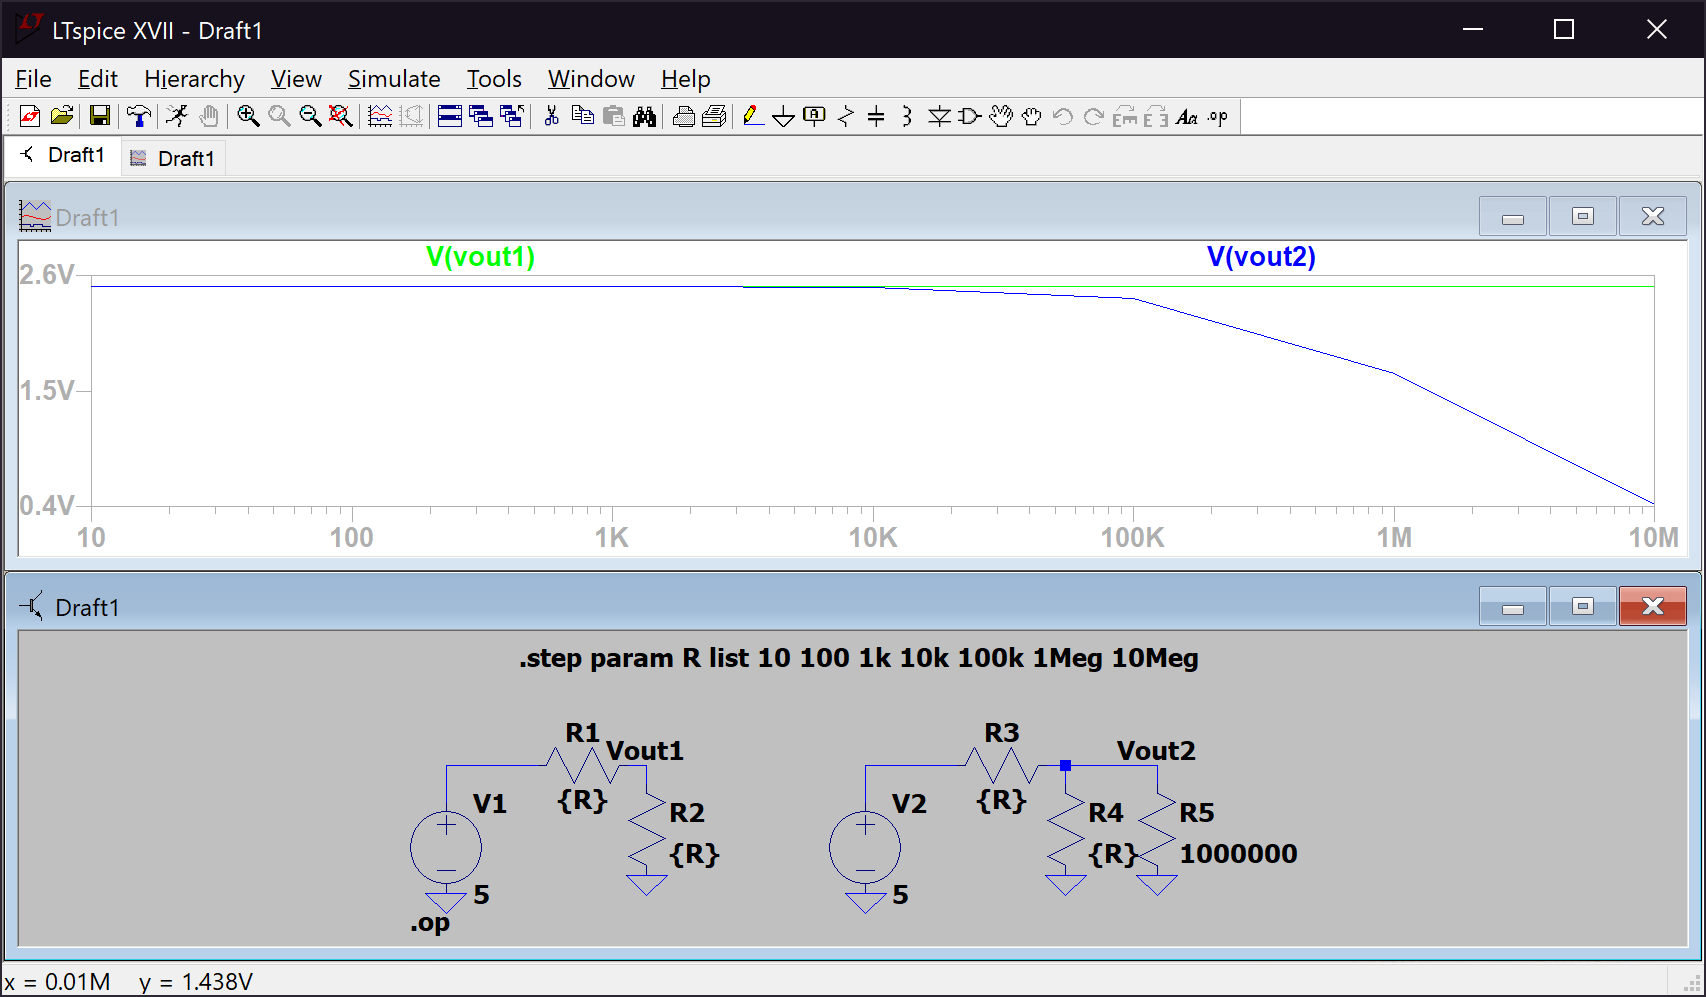 LTspice XVII - Draft1
File Edit Hierarchy View Simulate Tools Window Help
Aa .op
Draft1 Draft1
Draft1
V(vout1) V(vout2)
2.6V
1.5V
0.4V
10 100 1K 10K 100K 1M 10M
Draft1
.step param R list 10 100 1k 10k 100k 1Meg 10Meg
R1 R3
Vout1 Vout2
{R} V1 {R} V2
R2 R4 R5
{R} {R} 1000000
5 5
.op
x = 0.01M y = 1.438V